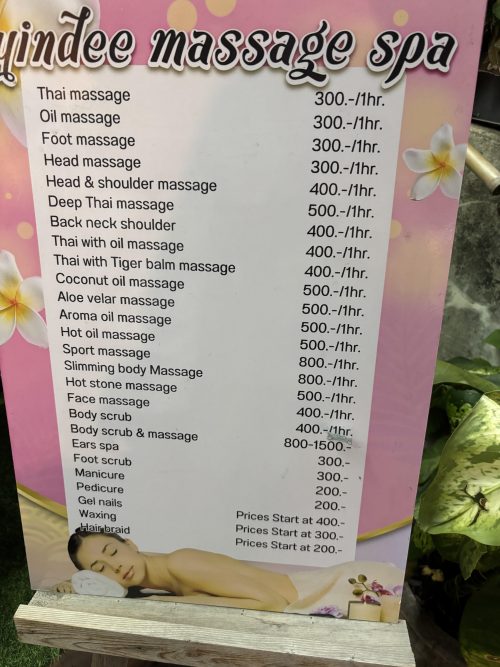 yindee massage spa
Thai massage 300.-/1hr.
Oil massage 300.-/1hr.
Foot massage 300.-/1hr.
Head massage 300.-/1hr.
Head & shoulder massage 400.-/1hr.
Deep Thai massage 500.-/1hr.
Back neck shoulder 400.-/1hr.
Thai with oil massage 400.-/1hr.
Thai with Tiger balm massage 400.-/1hr.
Coconut oil massage 500.-/1hr.
Aloe velar massage 500.-/1hr.
Aroma oil massage 500.-/1hr.
Hot oil massage 500.-/1hr.
Sport massage 800.-/1hr.
Slimming body Massage 800.-/1hr.
Hot stone massage 500.-/1hr.
Face massage 400.-/1hr.
Body scrub 400.-/1hr.
Body scrub & massage 800-1500.-
Ears spa 300.-
Foot scrub 300.-
Manicure 200.-
Pedicure 200.-
Gel nails Prices Start at 400.-
Waxing Prices Start at 300.-
Hair braid Prices Start at 200.-